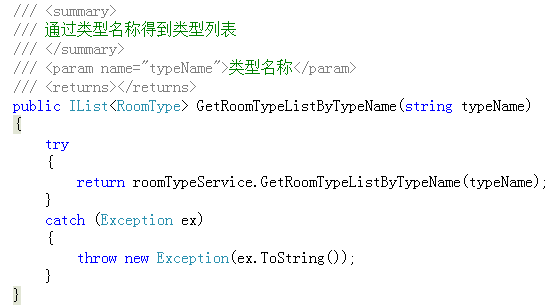 /// <summary>
/// 通过类型名称得到类型列表
/// </summary>
/// <param name="typeName">类型名称</param>
/// <returns></returns>
public IList<RoomType> GetRoomTypeListByTypeName(string typeName)
{
    try
    {
        return roomTypeService.GetRoomTypeListByTypeName(typeName);
    }
    catch (Exception ex)
    {
        throw new Exception(ex.ToString());
    }
}